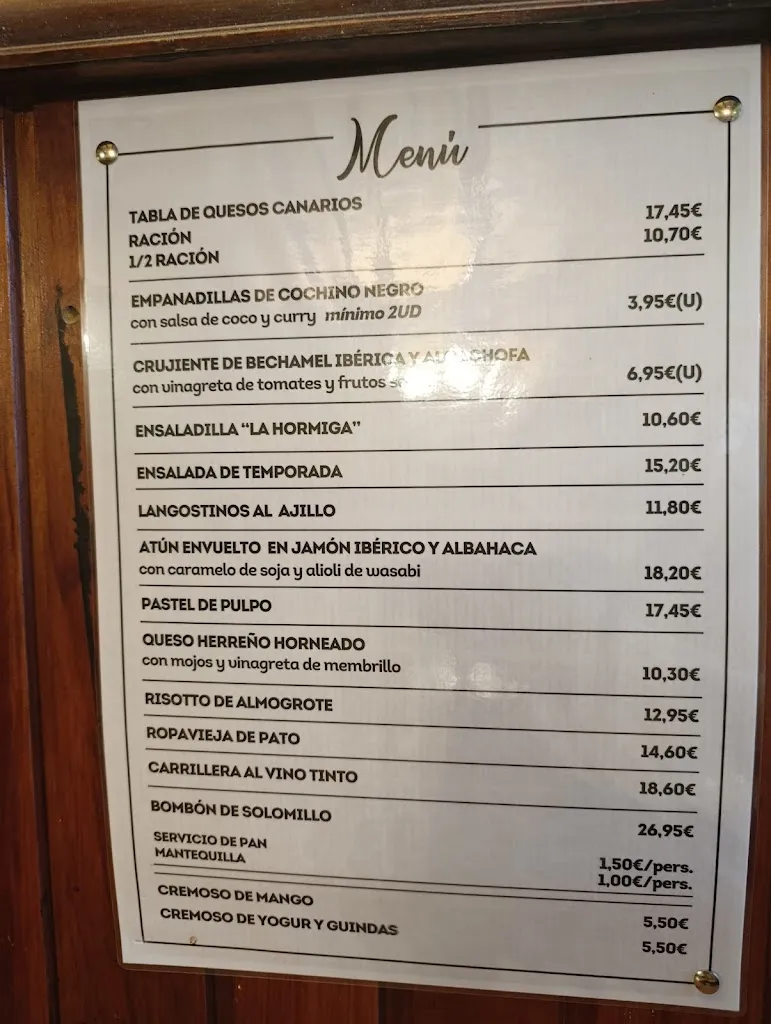 Menú
TABLA DE QUESOS CANARIOS
RACIÓN 17,45€
1/2 RACIÓN 10,70€
EMPANADILLAS DE COCHINO NEGRO
con salsa de coco y curry mínimo 2UD 3,95€(U)
CRUJIENTE DE BECHAMEL IBÉRICA Y
con vinagreta de tomates y frutos 6,95€(U)
ENSALADILLA “LA HORMIGA” 10,60€
ENSALADA DE TEMPORADA 15,20€
LANGOSTINOS AL AJILLO 11,80€
ATÚN ENVUELTO EN JAMÓN IBÉRICO Y ALBAHACA
con caramelo de soja y alioli de wasabi 18,20€
PASTEL DE PULPO 17,45€
QUESO HERREÑO HORNEADO
con mojos y vinagreta de membrillo 10,30€
RISOTTO DE ALMOGROTE 12,95€
ROPAVIEJA DE PATO 14,60€
CARRILLERA AL VINO TINTO 18,60€
BOMBÓN DE SOLOMILLO 26,95€
SERVICIO DE PAN 1,50€/pers.
MANTEQUILLA 1,00€/pers.
CREMOSO DE MANGO 5,50€
CREMOSO DE YOGUR Y GUINDAS 5,50€